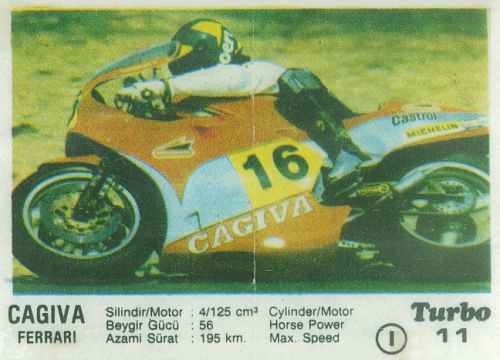 Castrol
MICHELIN
16
CAGIVA
CAGIVA
FERRARI
Silindir/Motor : 4/125 cm³
Beygir Gücü : 56
Azami Sürat : 195 km.
Cylinder/Motor
Horse Power
Max. Speed
Turbo
I 11